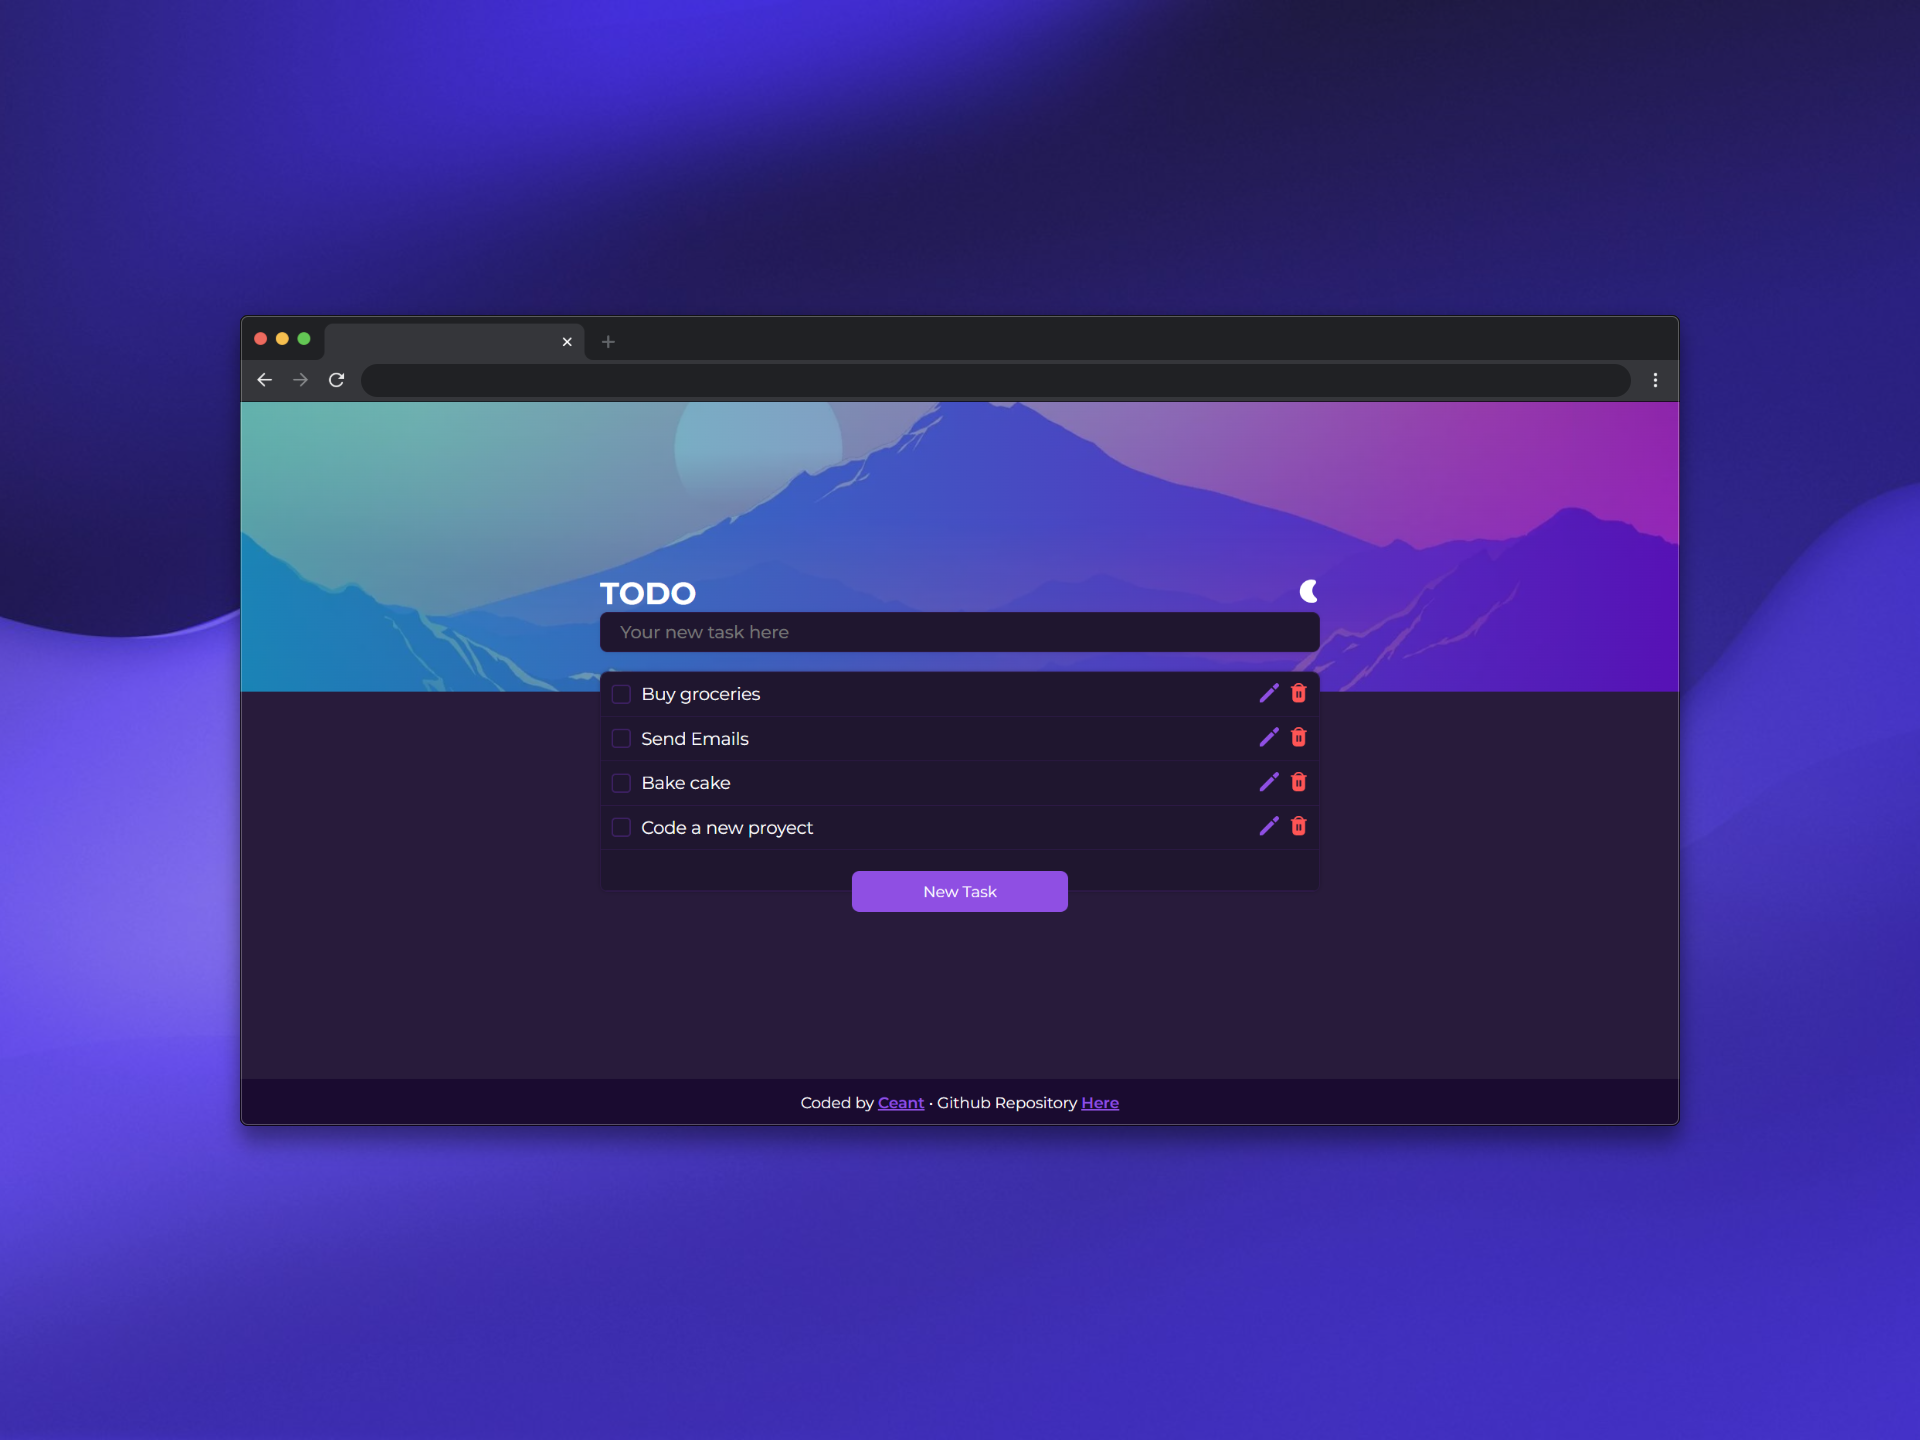 TODO
Your new task here
Buy groceries
Send Emails
Bake cake
Code a new proyect
New Task
Coded by Ceant · Github Repository Here